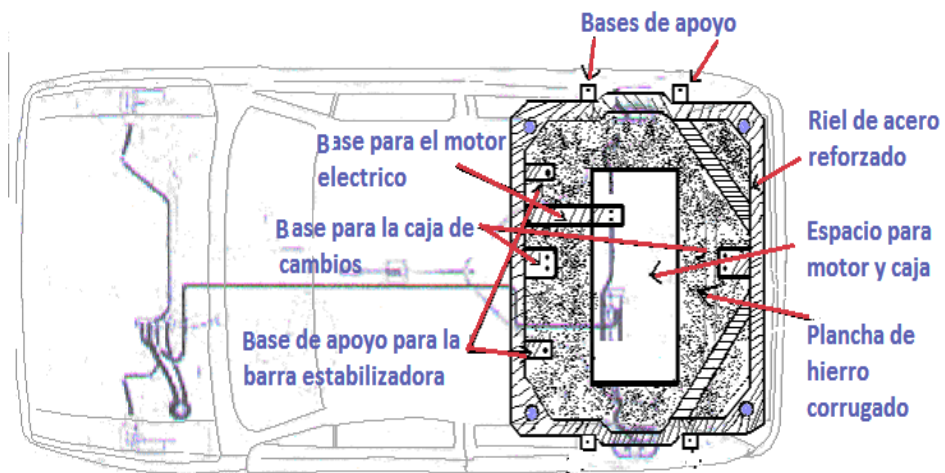 Bases de apoyo
Riel de acero
reforzado
Base para el motor
electrico
Base para la caja de
cambios
Espacio para
motor y caja
Base de apoyo para la
barra estabilizadora
Plancha de
hierro
corrugado